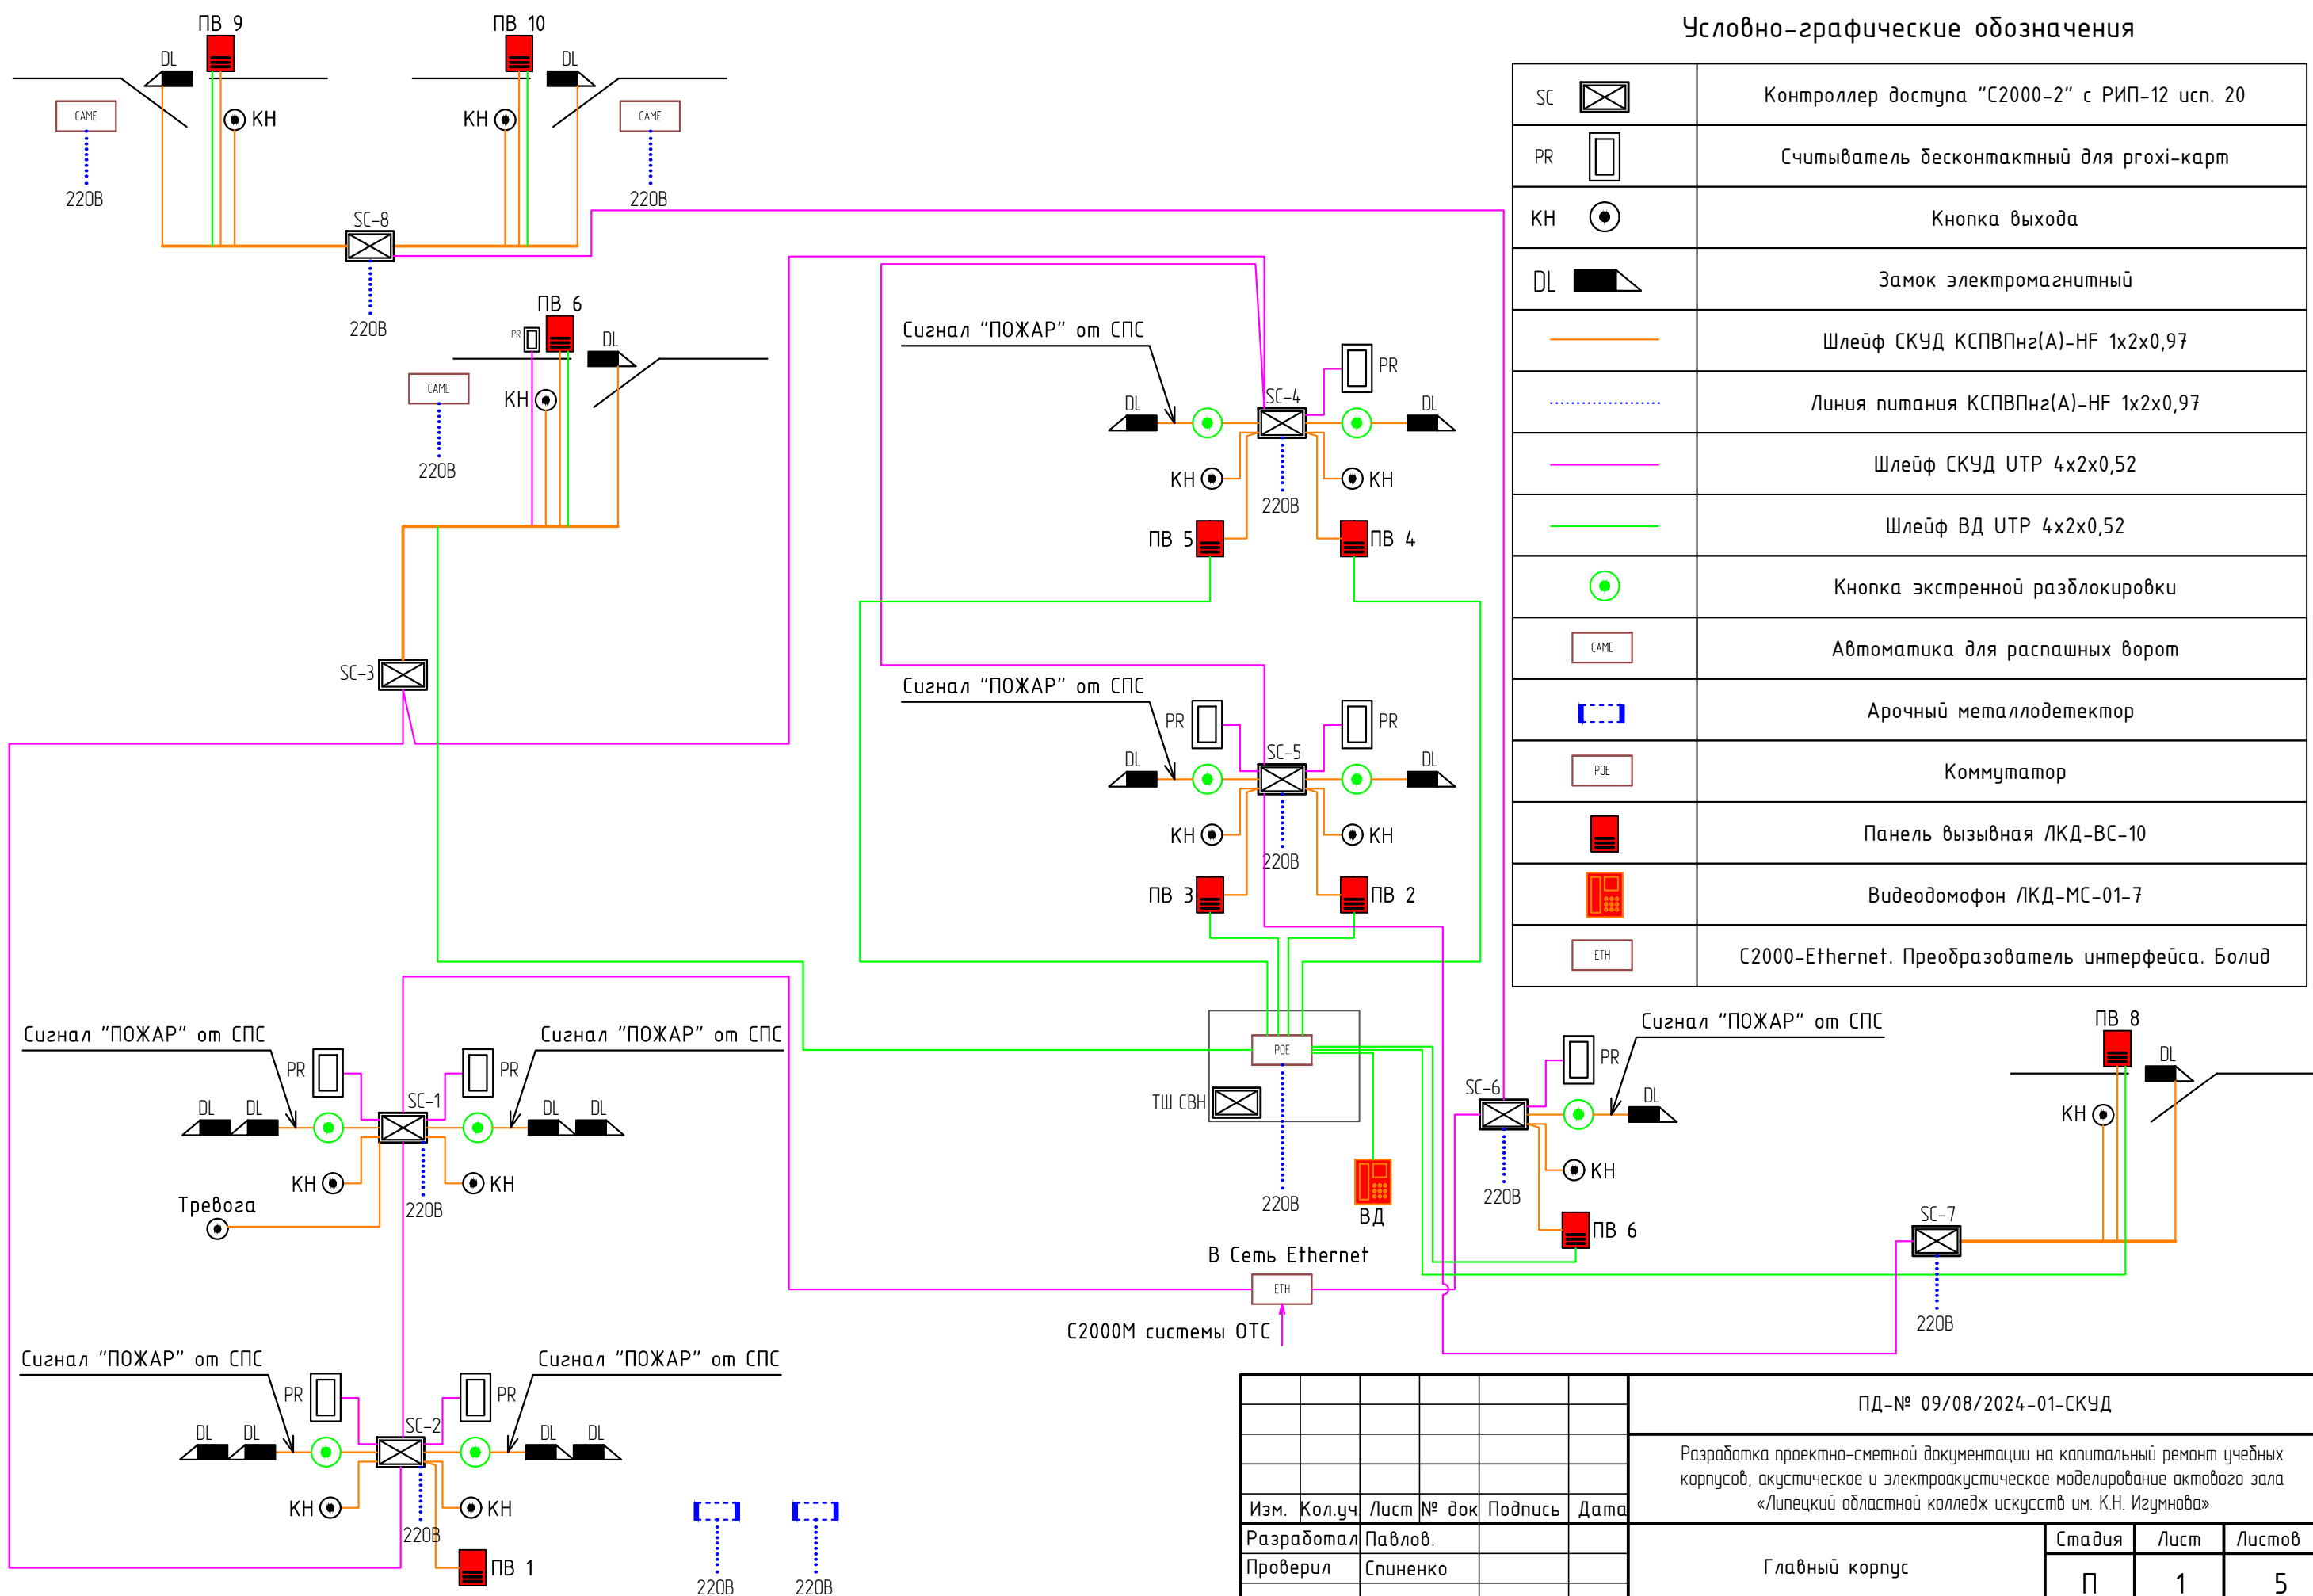 Условно-графические обозначения
SC
Контроллер доступа "С2000-2" с РИП-12 исп. 20
PR
Считыватель бесконтактный для proxi-карт
КН
Кнопка выхода
DL
Замок электромагнитный
Шлейф СКУД КСПВПнг(А)-HF 1x2x0,97
Линия питания КСПВПнг(А)-HF 1x2x0,97
Шлейф СКУД UTP 4x2x0,52
Шлейф ВД UTP 4x2x0,52
Кнопка экстренной разблокировки
CAME
Автоматика для распашных ворот
Арочный металлодетектор
POE
Коммутатор
Панель вызывная ЛКД-ВС-10
Видеодомофон ЛКД-МС-01-7
ETH
С2000-Ethernet. Преобразователь интерфейса. Болид
ПВ 9
ПВ 10
DL
DL
CAME
КН
КН
CAME
220В
220В
SC-8
220В
ПВ 6
PR
DL
CAME
КН
220В
SC-3
Сигнал "ПОЖАР" от СПС
PR
SC-4
DL
DL
КН
КН
220В
ПВ 5
ПВ 4
Сигнал "ПОЖАР" от СПС
PR
PR
SC-5
DL
DL
КН
КН
220В
ПВ 3
ПВ 2
POE
ТШ СВН
220В
ВД
В Сеть Ethernet
ETH
С2000М системы ОТС
Сигнал "ПОЖАР" от СПС
Сигнал "ПОЖАР" от СПС
PR
PR
SC-1
DL
DL
DL
DL
КН
КН
Тревога
220В
Сигнал "ПОЖАР" от СПС
Сигнал "ПОЖАР" от СПС
PR
PR
SC-2
DL
DL
DL
DL
КН
КН
220В
ПВ 1
220В
220В
Сигнал "ПОЖАР" от СПС
PR
SC-6
DL
КН
220В
ПВ 6
ПВ 8
DL
КН
SC-7
220В
ПД-№ 09/08/2024-01-СКУД
Разработка проектно-сметной документации на капитальный ремонт учебных
корпусов, акустическое и электроакустическое моделирование актового зала
«Липецкий областной колледж искусств им. К.Н. Игумнова»
Изм. Кол.уч. Лист № док Подпись Дата
Разработал Павлов.
Проверил Спиненко
Главный корпус
Стадия Лист Листов
П 1 5